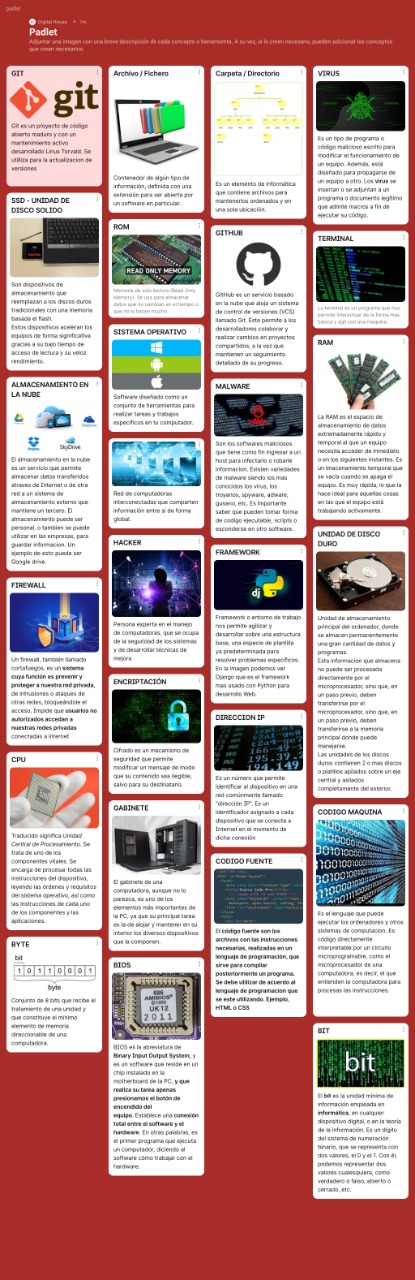 padlet
Digital House • 1m
Padlet
Adjuntar una imagen con una breve descripción de cada concepto o herramienta. A su vez, si lo creen necesario, pueden adicionar los conceptos
que crean necesarios.
GIT
git
Git es un proyecto de código
abierto maduro y con un
mantenimiento activo
desarrollado Linus Torvald. Se
utiliza para la actualizacion de
versiones
SSD - UNIDAD DE
DISCO SOLIDO
Son dispositivos de
almacenamiento que
reemplazan a los discos duros
tradicionales con una memoria
basada el flash.
Estos dispositivos aceleran los
equipos de forma significativa
gracias a su bajo tiempo de
acceso de lectura y su veloz
rendimiento.
ALMACENAMIENTO EN
LA NUBE
SkyDrive
El almacenamiento en la nube
es un servicio que permite
almacenar datos transferidos
através de Internet o de otra
red a un sistema de
almacenamiento externo que
mantiene un tercero. El
almacenamiento puede ser
personal, o tambien se puede
utilizar en las empresas, para
guardar informacion. Un
ejemplo de esto puede ser
Google drive.
FIREWALL
Un firewall, también llamado
cortafuegos, es un sistema
cuya función es prevenir y
proteger a nuestra red privada,
de intrusiones o ataques de
otras redes, bloqueándole el
acceso. Impide que usuarios no
autorizados accedan a
nuestras redes privadas
conectadas a internet
CPU
Traducido significa Unidad
Central de Procesamiento. Se
trata de uno de los
componentes vitales. Se
encarga de procesar todas las
instrucciones del dispositivo,
leyendo las órdenes y requisitos
del sistema operativo, así como
las instrucciones de cada uno
de los componentes y las
aplicaciones.
BYTE
bit
1 0 1 1 0 0 0 1
byte
Conjunto de 8 bits que recibe el
tratamiento de una unidad y
que constituye el mínimo
elemento de memoria
direccionable de una
computadora.
Archivo / Fichero
Contenedor de algún tipo de
información, definida con una
extensión para ser abierta por
un software en particular.
ROM
READ ONLY MEMORY
Memoria de solo lectura (Read Only
Memory). Se usa para almacenar
datos que no cambian en el tiempo o
que no lo hacen mucho.
SISTEMA OPERATIVO
Software diseñado como un
conjunto de herramientas para
realizar tareas y trabajos
específicos en tu computador.
Red de computadoras
interconectadas que comparten
información entre si de forma
global.
HACKER
Persona experta en el manejo
de computadoras, que se ocupa
de la seguridad de los sistemas
y de desarrollar técnicas de
mejora
ENCRIPTACIÓN
Cifrado es un mecanismo de
seguridad que permite
modificar un mensaje de modo
que su contenido sea ilegible,
salvo para su destinatario.
GABINETE
El gabinete de una
computadora, aunque no lo
parezca, es uno de los
elementos más importantes de
la PC, ya que su principal tarea
es la de alojar y mantener en su
interior los diversos dispositivos
que la componen.
BIOS
686
AMIBIOS
UK12
2011
BIOS es la abreviatura de
Binary Input Output System, y
es un software que reside en un
chip instalado en la
motherboard de la PC, y que
realiza su tarea apenas
presionamos el botón de
encendido del
equipo. Establece una conexión
total entre el software y el
hardware. En otras palabras, es
el primer programa que ejecuta
un computador, diciendo al
software cómo trabajar con el
hardware.
Carpeta / Directorio
Es un elemento de informática
que contiene archivos para
mantenerlos ordenados y en
una sola ubicación.
GITHUB
GitHub es un servicio basado
en la nube que aloja un sistema
de control de versiones (VCS)
llamado Git. Éste permite a los
desarrolladores colaborar y
realizar cambios en proyectos
compartidos, a la vez que
mantienen un seguimiento
detallado de su progreso.
MALWARE
Son los softwares maliciosos
que tiene como fin ingresar a un
host para infectarlo o robarle
informacion. Existen variedades
de malware siendo los mas
conocidos los virus, los
troyanos, spyware, adware,
gusano, etc. Es importante
saber que pueden tomar forma
de codigo ejecutable, scripts o
esconderse en otro software.
FRAMEWORK
dj
Framework o entorno de trabajo
nos permite agilizar y
desarrollar sobre una estructura
base, una especie de plantilla
ya predeterminada para
resolver problemas específicos.
En la imagen podemos ver
Django que es el framework
mas usado con Python para
desarrollo Web.
DIRECCION IP
Es un número que permite
identificar al dispositivo en una
red comúnmente llamado
"dirección IP". Es un
identificador asignado a cada
dispositivo que se conecta a
Internet en el momento de
dicha conexión
CODIGO FUENTE
El código fuente son los
archivos con las instrucciones
necesarias, realizadas en un
lenguaje de programación, que
sirve para compilar
posteriormente un programa.
Se debe utilizar de acuerdo al
lenguaje de programacion que
se este utilizando. Ejemplo,
HTML o CSS
VIRUS
Es un tipo de programa o
código malicioso escrito para
modificar el funcionamiento de
un equipo. Además, está
diseñado para propagarse de
un equipo a otro. Los virus se
insertan o se adjuntan a un
programa o documento legítimo
que admite macros a fin de
ejecutar su código.
TERMINAL
La terminal es un programa que nos
permite interactuar de la forma mas
básica y ágil con una maquina.
RAM
La RAM es el espacio de
almacenamiento de datos
extremadamente rápido y
temporal al que un equipo
necesita acceder de inmediato
o en los siguientes instantes. Es
un lmacenamiento temporal que
se vacía cuando se apaga el
equipo. Es muy rápido, lo que la
hace ideal para aquellas cosas
en las que el equipo está
trabajando activamente.
UNIDAD DE DISCO
DURO
Unidad de almacenamiento
principal del ordenador, donde
se almacenan permanentemente
una gran cantidad de datos y
programas.
Esta informacion que almacena
no puede ser procesada
directamente por el
microprocesador, sino que, en
un paso previo, deben
transferirse por el
microprocesador, sino que, en
un paso previo, deben
transferirse a la memoria
principal donde puede
manejarse.
Las unidades de los discos
duros contienen 2 o mas discos
o platillos apilados sobre un eje
central y aislados
completamente del exterior.
CODIGO MAQUINA
Es el lenguaje que puede
ejecutar los ordenadores y otros
sistemas de computacion. Es
código directamente
interpretable por un circuito
microprogramable, como el
microprocesador de una
computadora, es decir, el que
entienden la computadora para
procesas las instrucciones.
BIT
bit
El bit es la unidad mínima de
información empleada en
informática, en cualquier
dispositivo digital, o en la teoría
de la información. Es un dígito
del sistema de numeración
binario, que se representa con
dos valores, el 0 y el 1. Con él,
podemos representar dos
valores cualesquiera, como
verdadero o falso, abierto o
cerrado, etc.